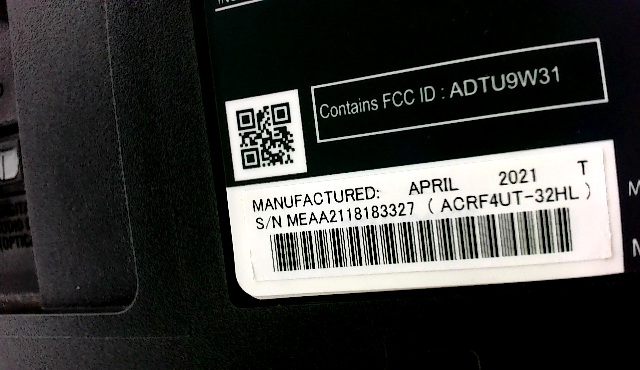 Contains FCC ID : ADTU9W31
MANUFACTURED: APRIL 2021 T
S/N MEAA2118183327 ( ACRF4UT-32HL )